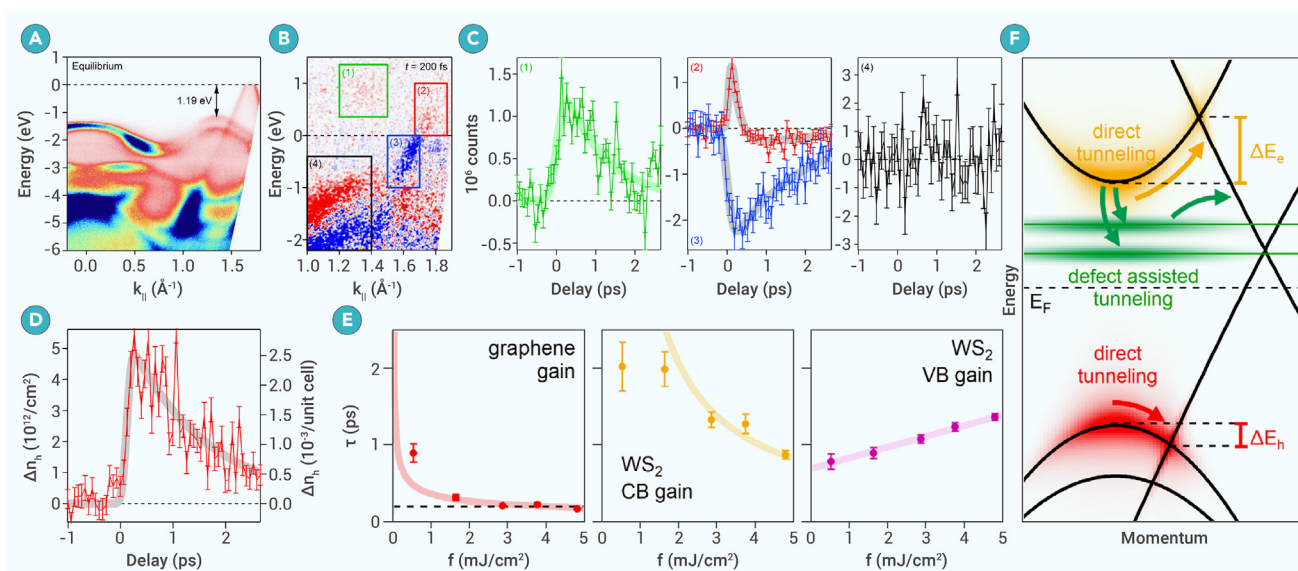 A
Equilibrium
1.19 eV
0
-1
-2
-3
-4
-5
-6
Energy (eV)
0.0
0.5
1.0
1.5
k|| (Å⁻¹)
B
t = 200 fs
(1)
(2)
(3)
(4)
1
0
-1
-2
Energy (eV)
1.0
1.2
1.4
1.6
1.8
k|| (Å⁻¹)
C
(1)
1.5
1.0
0.5
0.0
-0.5
10⁶ counts
-1
0
1
2
Delay (ps)
(2)
(3)
1
0
-1
-2
-1
0
1
2
Delay (ps)
(4)
3
2
1
0
-1
-2
-3
-1
0
1
2
Delay (ps)
D
5
4
3
2
1
0
Δnh (10¹²/cm²)
2.5
2.0
1.5
1.0
0.5
0.0
Δnh (10⁻³/unit cell)
-1
0
1
2
Delay (ps)
E
graphene
gain
2
1
0
τ (ps)
0
1
2
3
4
5
f (mJ/cm²)
WS₂
CB gain
0
1
2
3
4
5
f (mJ/cm²)
WS₂
VB gain
0
1
2
3
4
5
f (mJ/cm²)
F
direct
tunneling
ΔEe
defect assisted
tunneling
EF
direct
tunneling
ΔEh
Energy
Momentum